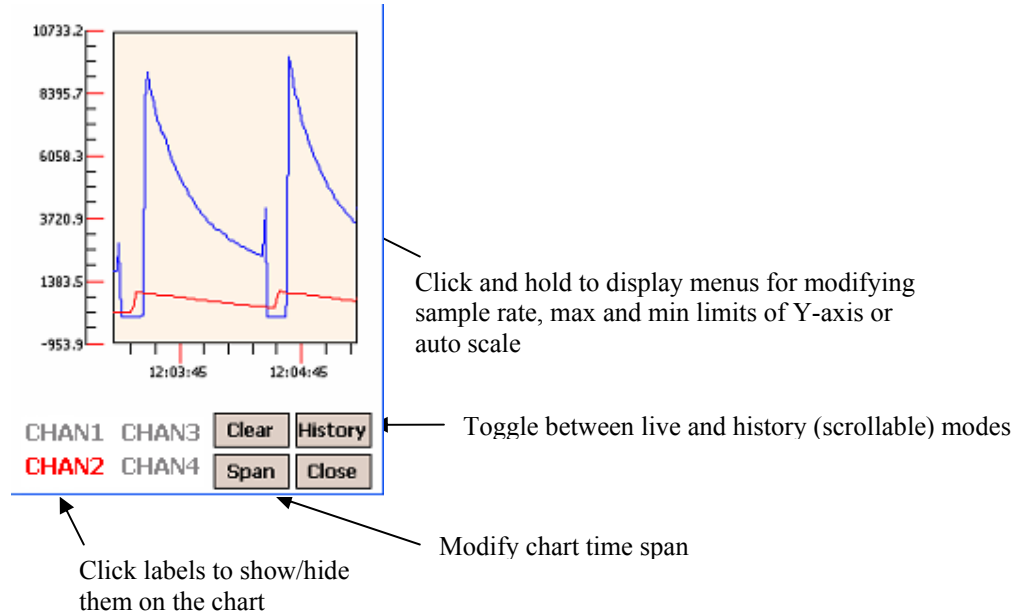 10733.2
8395.7
6058.3
3720.9
1383.5
-953.9
12:03:45 12:04:45
Click and hold to display menus for modifying
sample rate, max and min limits of Y-axis or
auto scale
CHAN1 CHAN3 Clear History
Toggle between live and history (scrollable) modes
CHAN2 CHAN4 Span Close
Modify chart time span
Click labels to show/hide
them on the chart